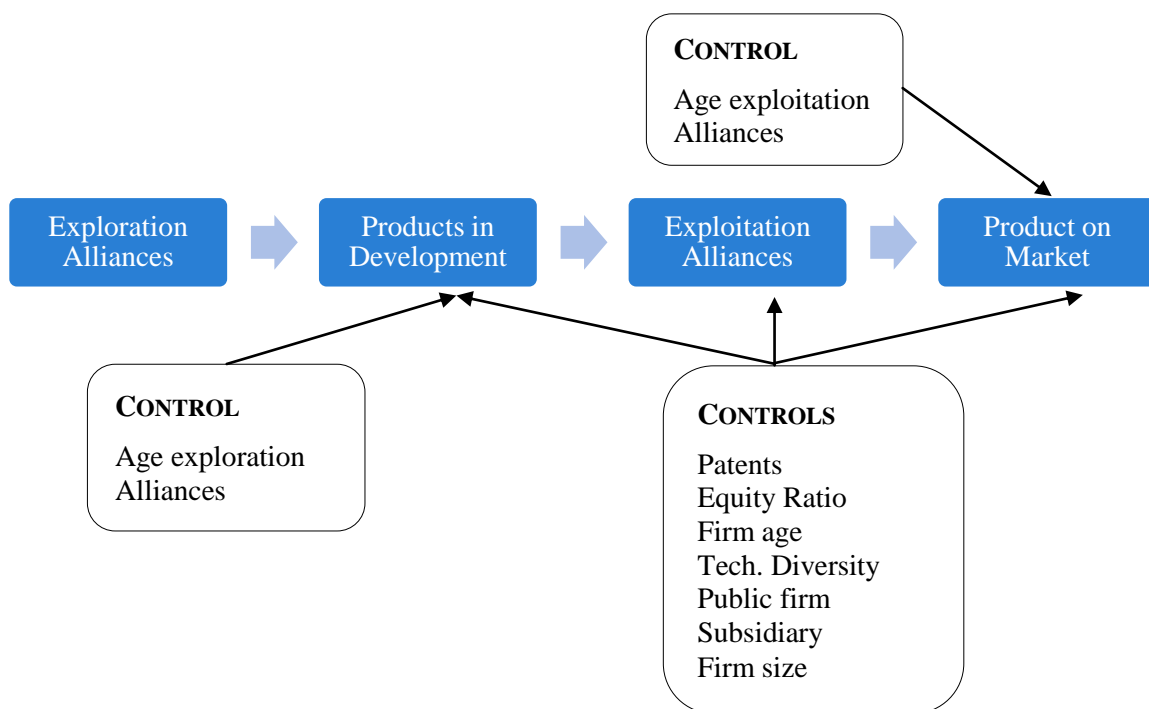 CONTROL
Age exploitation
Alliances
Exploration
Alliances
Products in
Development
Exploitation
Alliances
Product on
Market
CONTROL
Age exploration
Alliances
CONTROLS
Patents
Equity Ratio
Firm age
Tech. Diversity
Public firm
Subsidiary
Firm size